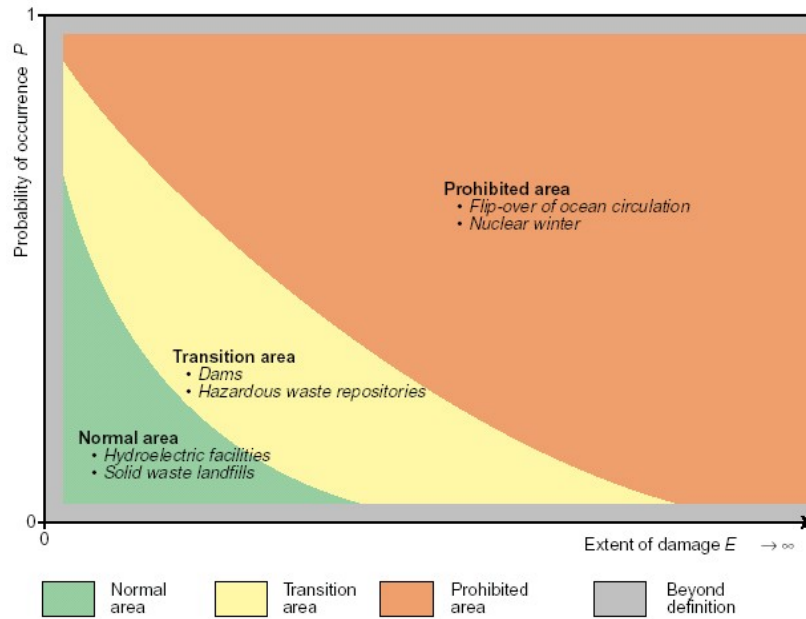 1
Probability of occurrence P
Prohibited area
• Flip-over of ocean circulation
• Nuclear winter
Transition area
• Dams
• Hazardous waste repositories
Normal area
• Hydroelectric facilities
• Solid waste landfills
0
0
Extent of damage E → ∞
Normal
area
Transition
area
Prohibited
area
Beyond
definition